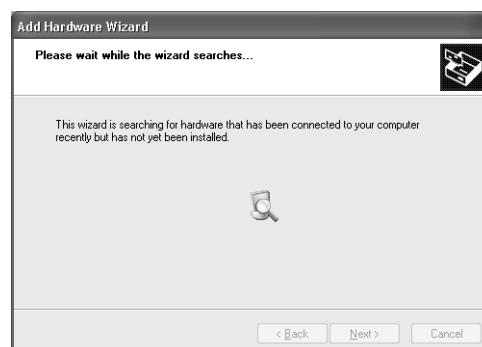 Add Hardware Wizard
Please wait while the wizard searches...
This wizard is searching for hardware that has been connected to your computer
recently but has not yet been installed.
< Back Next > Cancel